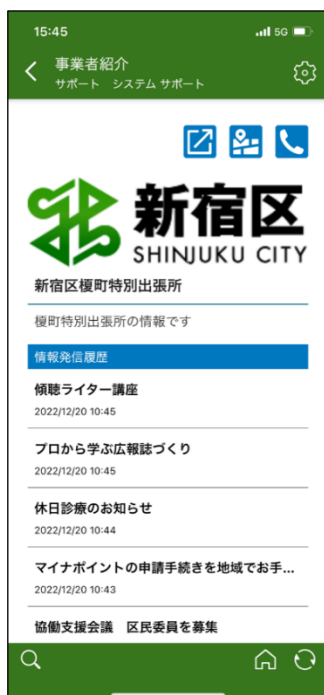 15:45
5G
事業者紹介
サポート システム サポート
新宿区
SHINJUKU CITY
新宿区榎町特別出張所
榎町特別出張所の情報です
情報発信履歴
傾聴ライター講座
2022/12/20 10:45
プロから学ぶ広報誌づくり
2022/12/20 10:45
休日診療のお知らせ
2022/12/20 10:44
マイナポイントの申請手続きを地域でお手...
2022/12/20 10:43
協働支援会議 区民委員を募集